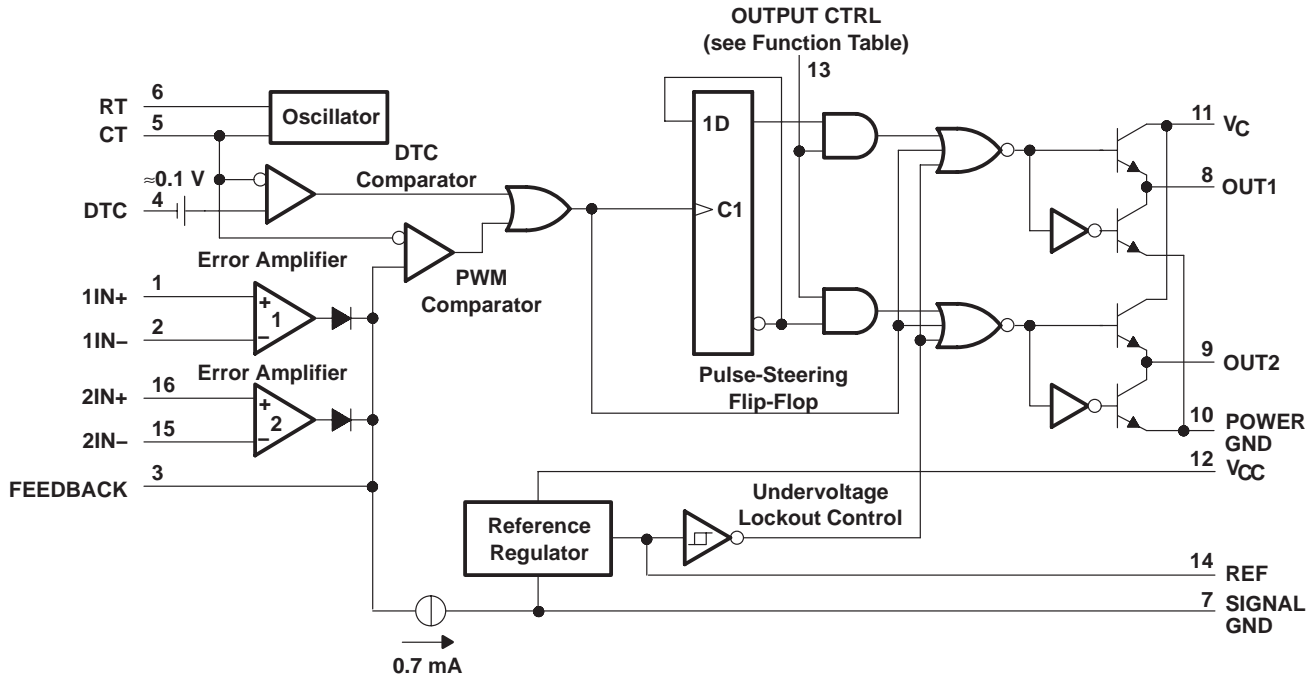 OUTPUT CTRL
(see Function Table)
13
RT 6
Oscillator
CT 5
DTC
Comparator
≈0.1 V
DTC 4
1D
C1
11 VC
8 OUT1
Error Amplifier
PWM
Comparator
1IN+ 1
+
1
−
1IN− 2
Error Amplifier
2IN+ 16
+
2
−
2IN− 15
Pulse-Steering
Flip-Flop
9 OUT2
10 POWER
GND
FEEDBACK 3
12 VCC
Reference
Regulator
Undervoltage
Lockout Control
14 REF
7 SIGNAL
GND
0.7 mA